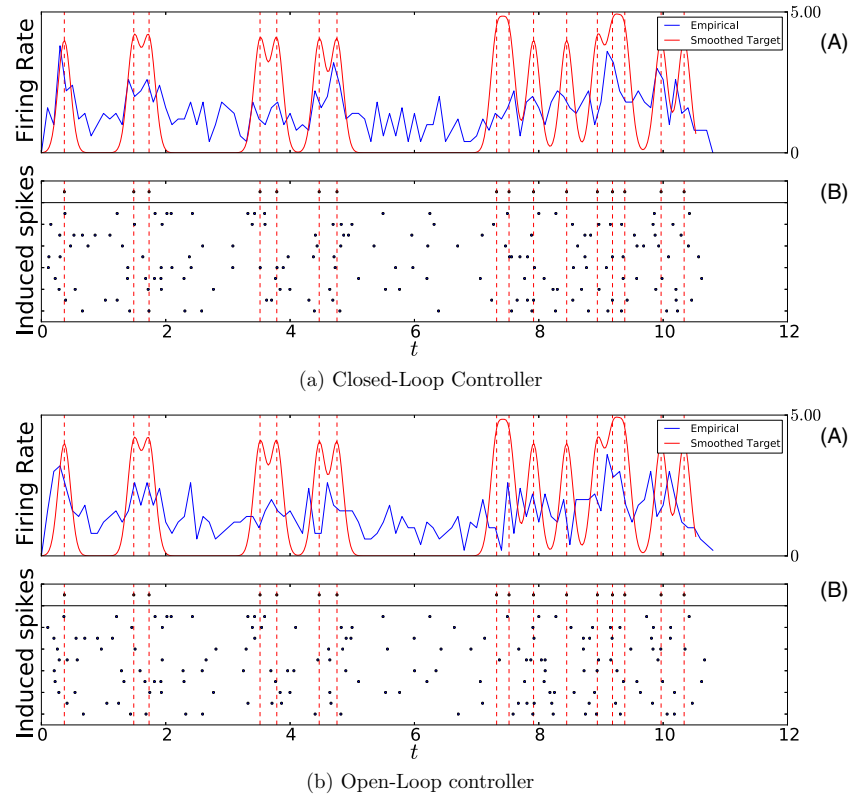 Firing Rate
Empirical
Smoothed Target
5.00
0
(A)
Induced spikes
(B)
0 2 4 6 8 10 12
t
(a) Closed-Loop Controller
Firing Rate
Empirical
Smoothed Target
5.00
0
(A)
Induced spikes
(B)
0 2 4 6 8 10 12
t
(b) Open-Loop controller